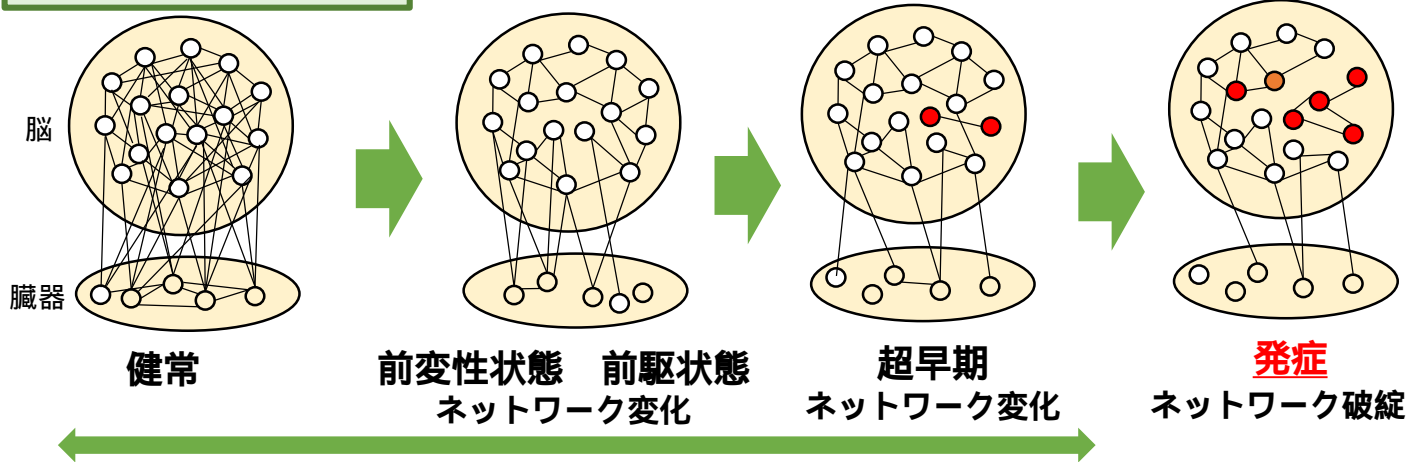 脳
臓器
健常
前変性状態 前駆状態
ネットワーク変化
超早期
ネットワーク変化
発症
ネットワーク破綻